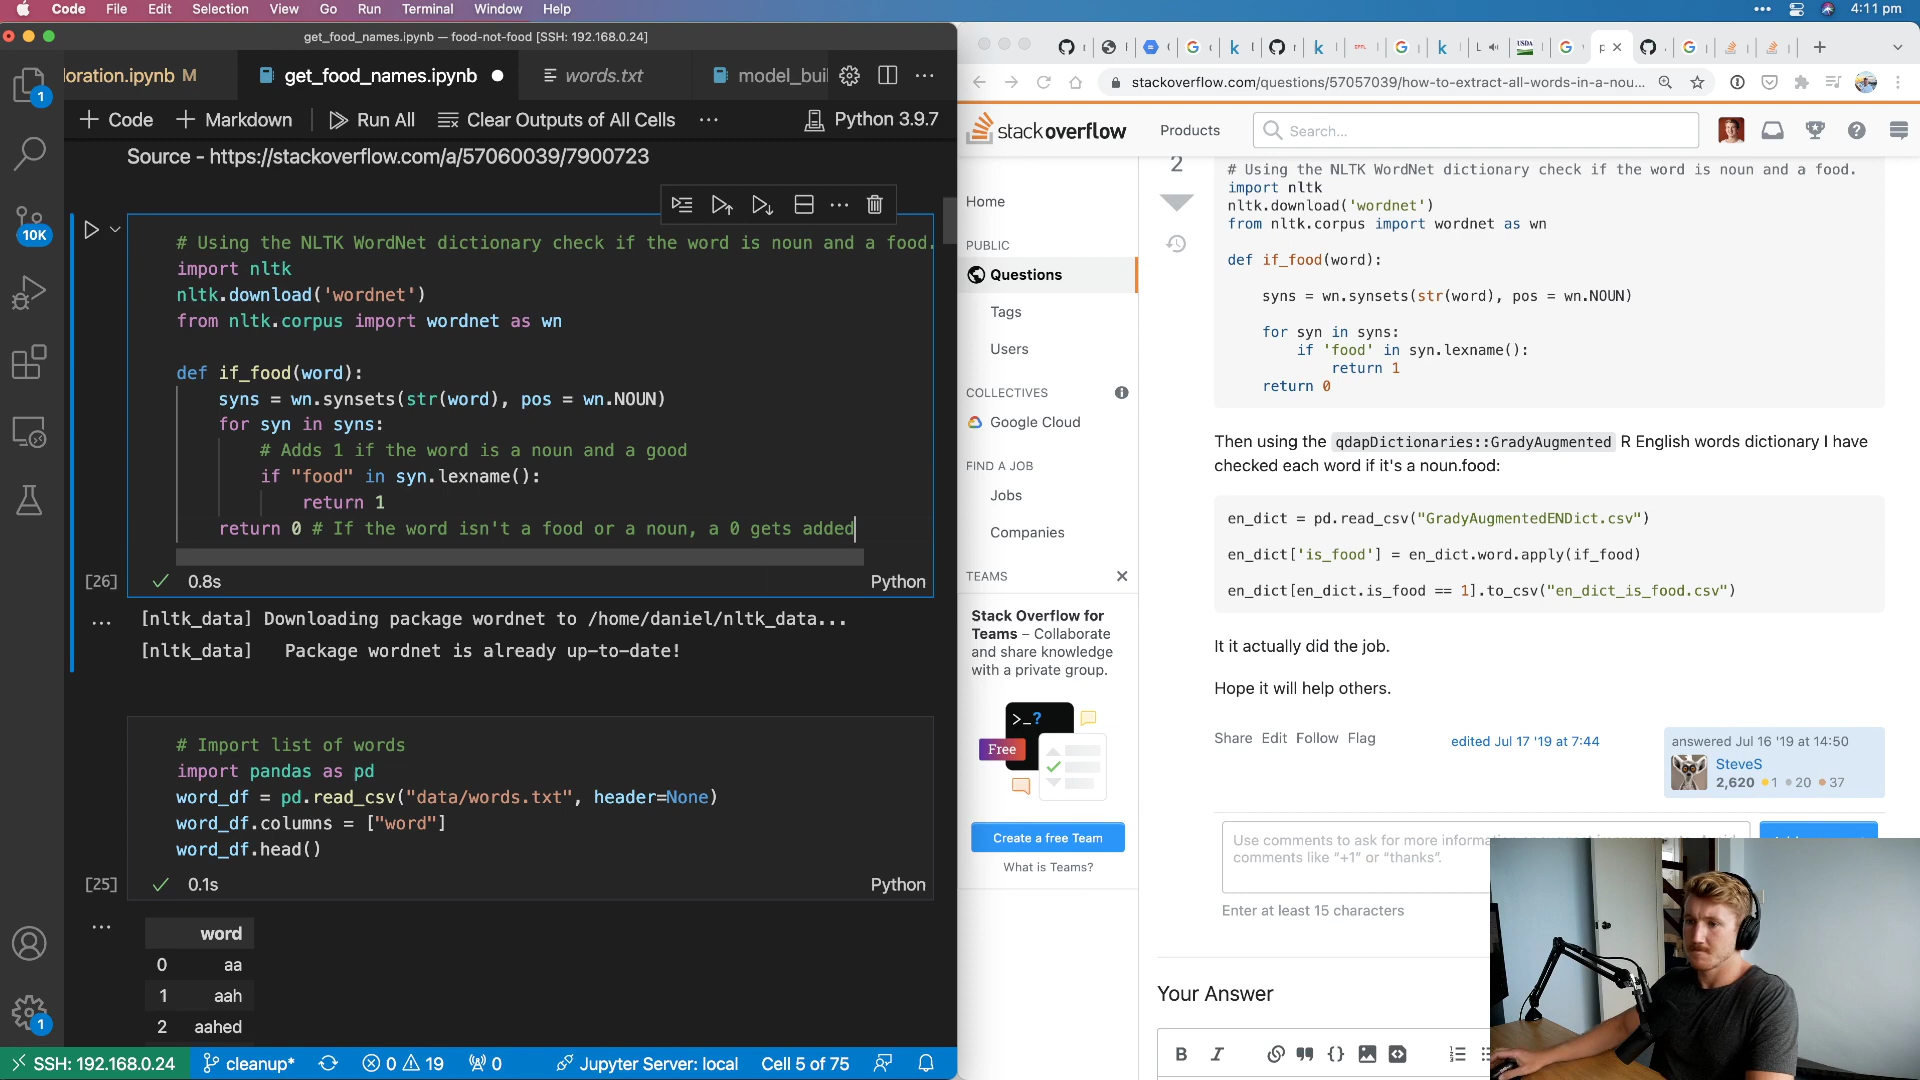 Code File Edit Selection View Go Run Terminal Window Help
4:11 pm
get_food_names.ipynb — food-not-food [SSH: 192.168.0.24]
loration.ipynb M
get_food_names.ipynb
words.txt
model_bui
+ Code + Markdown
Run All
Clear Outputs of All Cells
Python 3.9.7
1
10K
Source - https://stackoverflow.com/a/57060039/7900723
# Using the NLTK WordNet dictionary check if the word is noun and a food.
import nltk
nltk.download('wordnet')
from nltk.corpus import wordnet as wn
def if_food(word):
syns = wn.synsets(str(word), pos = wn.NOUN)
for syn in syns:
# Adds 1 if the word is a noun and a good
if "food" in syn.lexname():
return 1
return 0 # If the word isn't a food or a noun, a 0 gets added
[26]
0.8s
Python
[nltk_data] Downloading package wordnet to /home/daniel/nltk_data...
[nltk_data] Package wordnet is already up-to-date!
# Import list of words
import pandas as pd
word_df = pd.read_csv("data/words.txt", header=None)
word_df.columns = ["word"]
word_df.head()
[25]
0.1s
Python
word
0 aa
1 aah
2 aahed
1
SSH: 192.168.0.24
cleanup*
0 19
0
Jupyter Server: local
Cell 5 of 75
stackoverflow.com/questions/57057039/how-to-extract-all-words-in-a-nou...
stackoverflow
Products
Search...
Home
PUBLIC
Questions
Tags
Users
COLLECTIVES
Google Cloud
FIND A JOB
Jobs
Companies
TEAMS
Stack Overflow for
Teams – Collaborate
and share knowledge
with a private group.
>_?
Free
Create a free Team
What is Teams?
2
# Using the NLTK WordNet dictionary check if the word is noun and a food.
import nltk
nltk.download('wordnet')
from nltk.corpus import wordnet as wn
def if_food(word):
syns = wn.synsets(str(word), pos = wn.NOUN)
for syn in syns:
if 'food' in syn.lexname():
return 1
return 0
Then using the qdapDictionaries::GradyAugmented R English words dictionary I have
checked each word if it's a noun.food:
en_dict = pd.read_csv("GradyAugmentedENDict.csv")
en_dict['is_food'] = en_dict.word.apply(if_food)
en_dict[en_dict.is_food == 1].to_csv("en_dict_is_food.csv")
It it actually did the job.
Hope it will help others.
Share Edit Follow Flag
edited Jul 17 '19 at 7:44
answered Jul 16 '19 at 14:50
SteveS
2,620 1 20 37
Use comments to ask for more informa
comments like "+1" or "thanks".
Enter at least 15 characters
Your Answer
B I